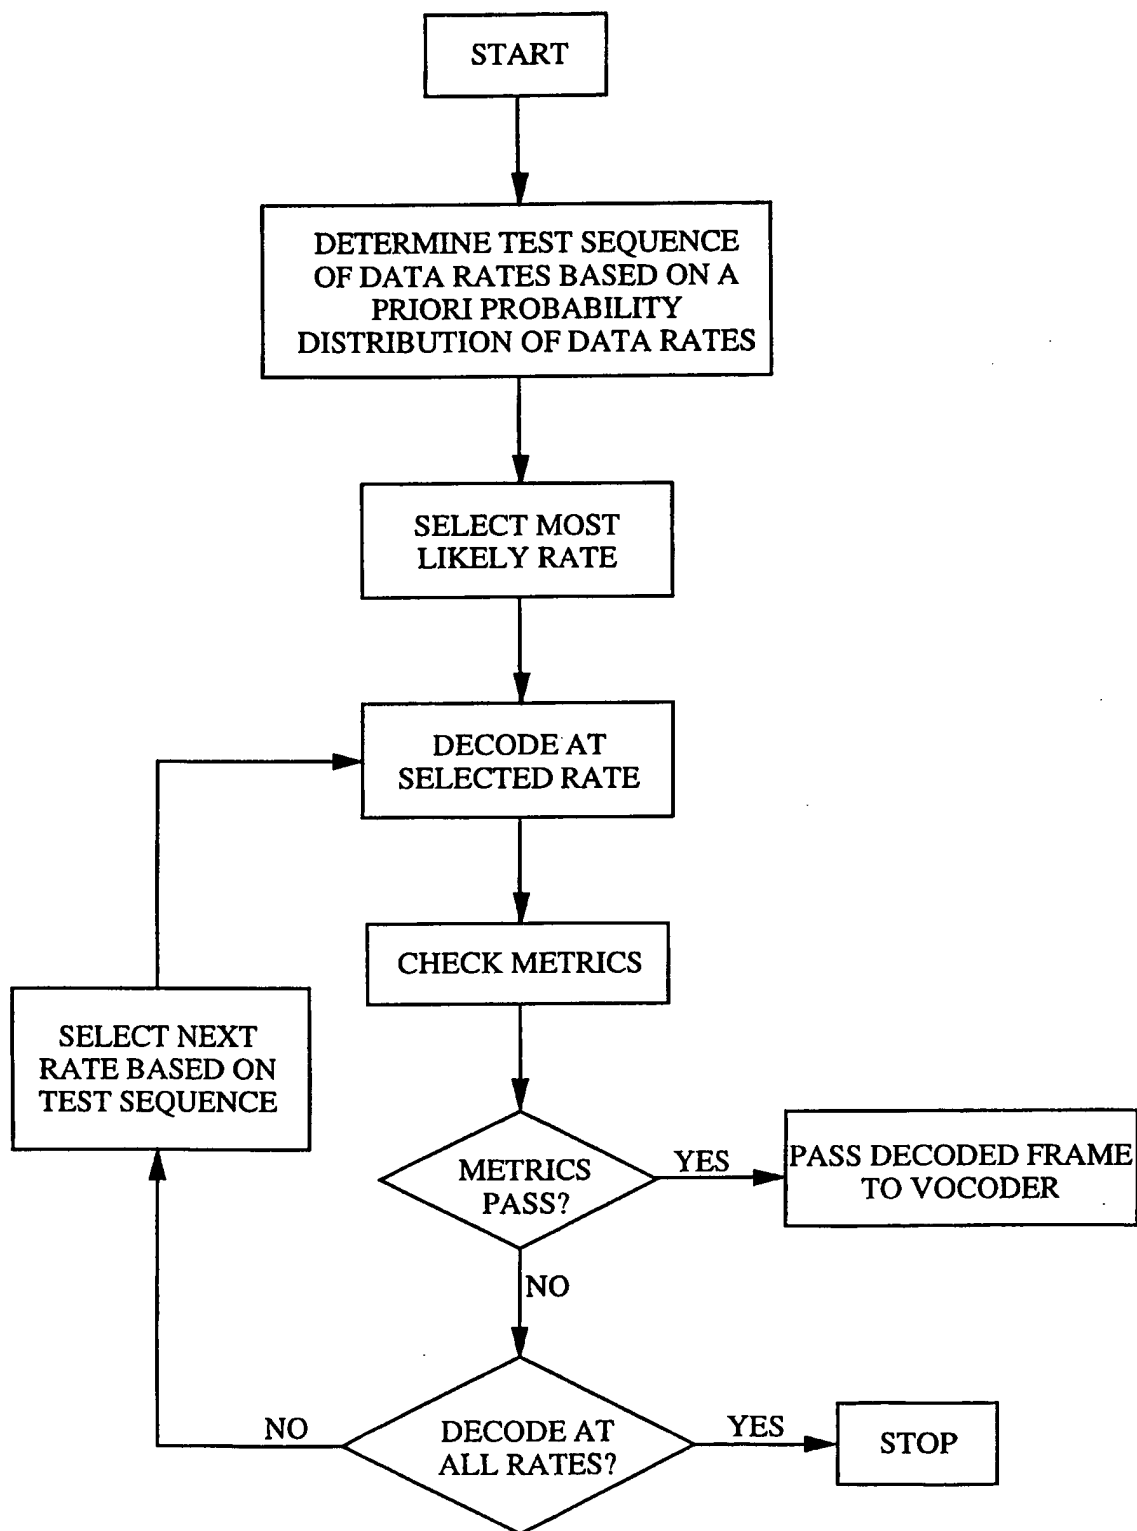 START
DETERMINE TEST SEQUENCE
OF DATA RATES BASED ON A
PRIORI PROBABILITY
DISTRIBUTION OF DATA RATES
SELECT MOST
LIKELY RATE
DECODE AT
SELECTED RATE
CHECK METRICS
SELECT NEXT
RATE BASED ON
TEST SEQUENCE
METRICS
PASS?
YES
PASS DECODED FRAME
TO VOCODER
NO
DECODE AT
ALL RATES?
NO
YES
STOP